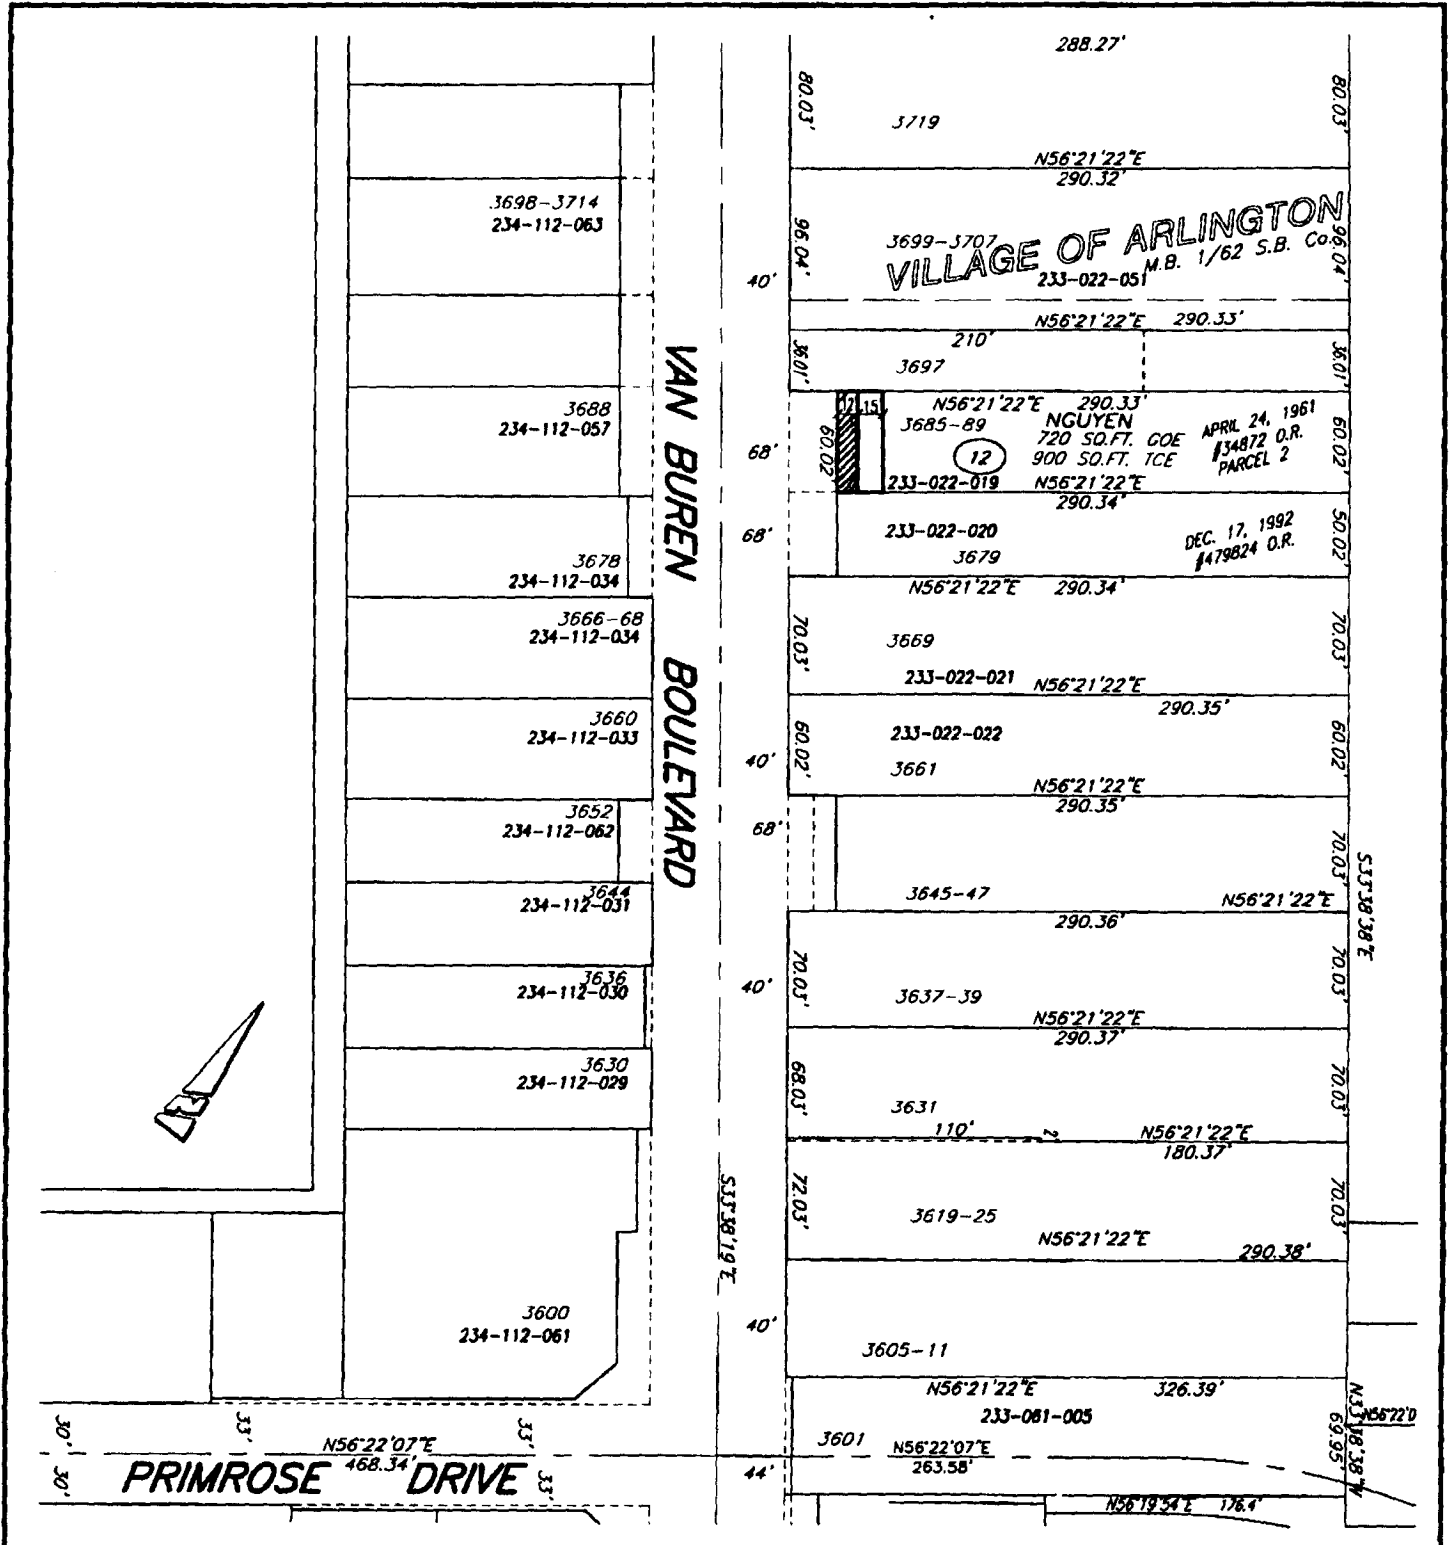 288.27'
80.03'
80.03'
3719
N56°21'22"E
290.32'
3698-3714
234-112-063
96.04'
3699-3707
VILLAGE OF ARLINGTON
M.B. 1/62 S.B. Co.
96.04'
233-022-051
40'
N56°21'22"E 290.33'
210'
36.01'
3697
36.01'
VAN BUREN BOULEVARD
3688
234-112-057
12 15
N56°21'22"E 290.33'
3685-89
NGUYEN
720 SQ.FT. GOE
900 SQ.FT. TCE
APRIL 24, 1961
#34872 O.R.
PARCEL 2
60.02'
60.02'
68'
12
233-022-019
N56°21'22"E
290.34'
68'
233-022-020
3679
DEC. 17, 1992
#479824 O.R.
50.02'
3678
234-112-034
N56°21'22"E 290.34'
3666-68
234-112-034
70.03'
3669
70.03'
233-022-021
N56°21'22"E
290.35'
3660
234-112-033
60.02'
233-022-022
60.02'
40'
3661
N56°21'22"E
290.35'
3652
234-112-062
68'
70.03'
3644
234-112-031
3645-47
N56°21'22"E
290.36'
S33°38'38"E
3636
234-112-030
40'
70.03'
3637-39
70.03'
N56°21'22"E
290.37'
3630
234-112-029
68.03'
3631
70.03'
110'
2'
N56°21'22"E
180.37'
S33°38'19"E
72.03'
3619-25
70.03'
N56°21'22"E
290.38'
3600
234-112-061
40'
3605-11
N56°21'22"E 326.39'
233-061-005
N33°38'38"W
N56°22'0
30'
33'
33'
N56°22'07"E
468.34'
3601
N56°22'07"E
263.58'
69.95'
30'
PRIMROSE DRIVE
33'
44'
N56°19'54"E 176.4'